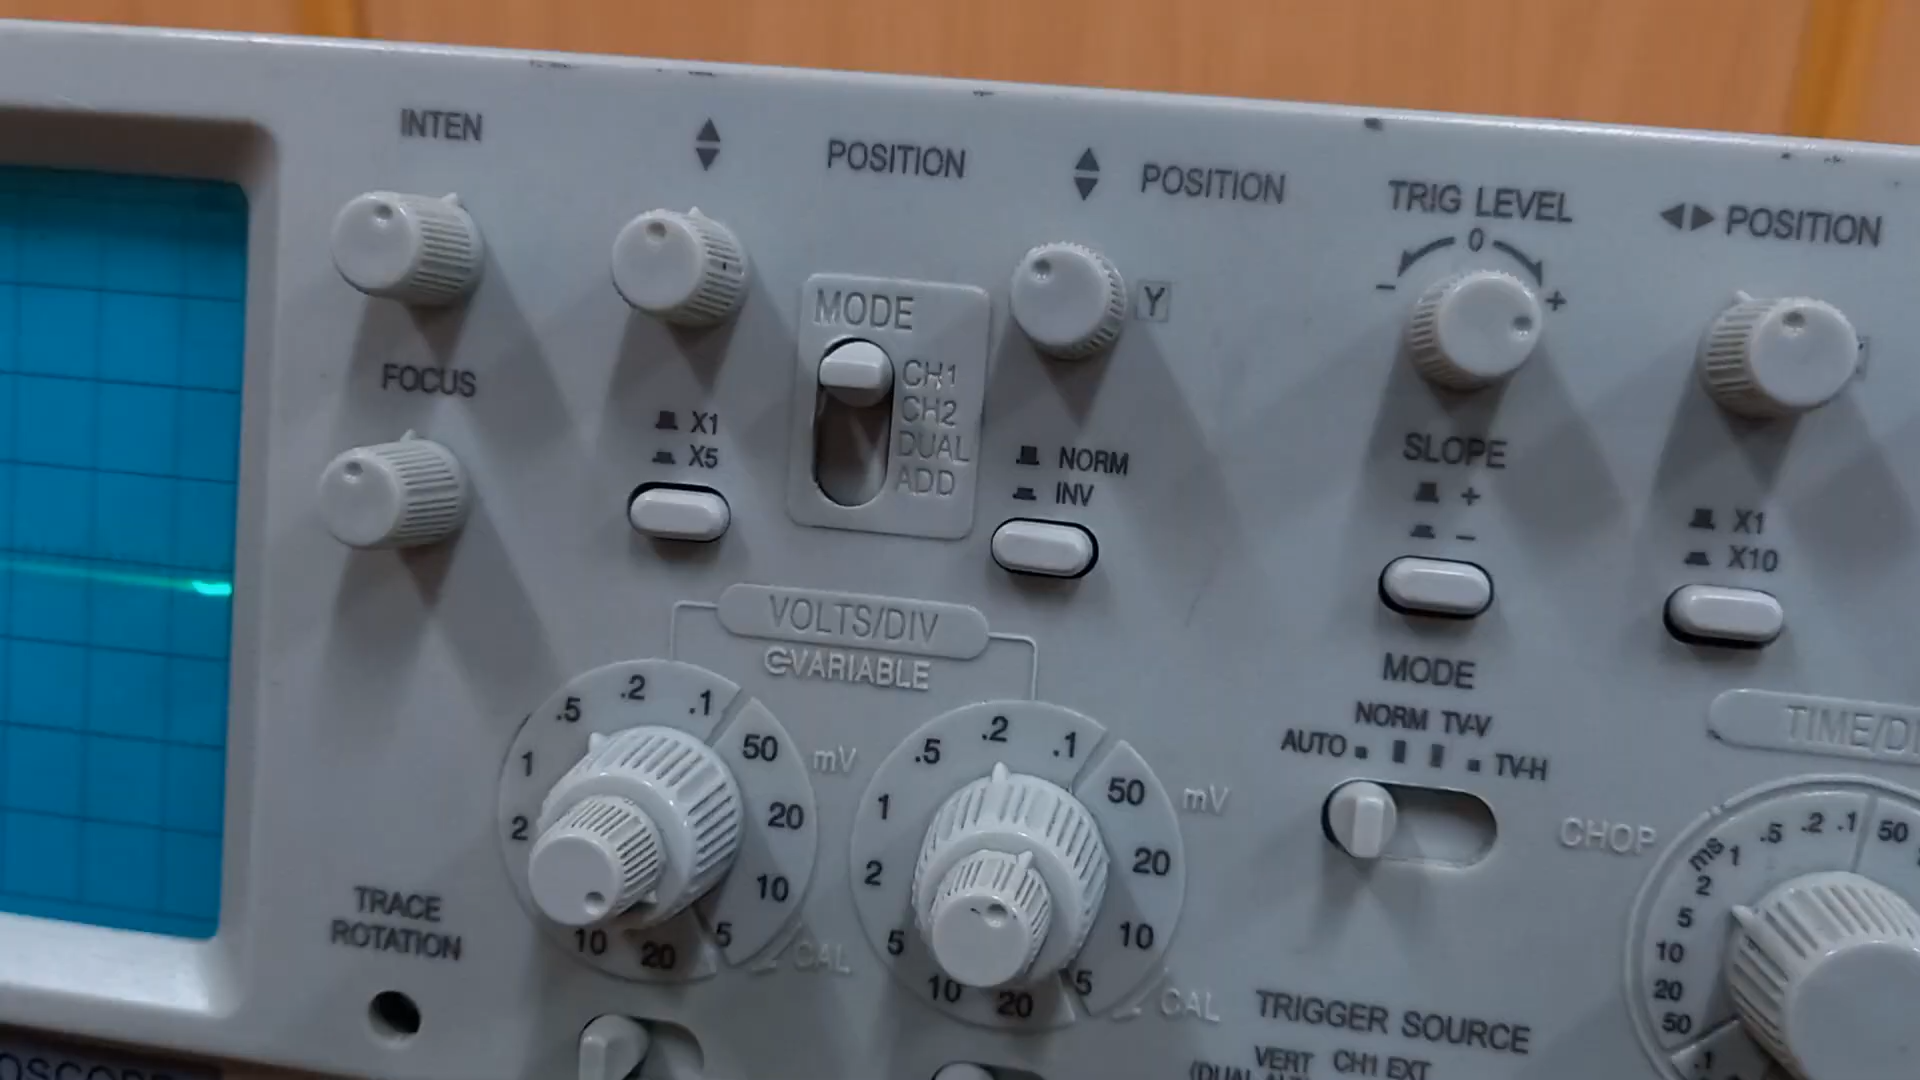 INTEN
POSITION
POSITION
TRIG LEVEL
- 0 +
POSITION
MODE
CH1
CH2
DUAL
ADD
Y
FOCUS
X1
X5
NORM
INV
SLOPE
+
-
X1
X10
VOLTS/DIV
VARIABLE
MODE
NORM TV-V
AUTO TV-H
.5 .2 .1
1 50 mV
2 20
10
10 20 5
CAL
.5 .2 .1
1 50 mV
2 20
5 10
10 20 5
CAL
CHOP
ms
.5 .2 .1 50
1
2
5
10
20
50
.1
TRACE
ROTATION
TRIGGER SOURCE
VERT CH1 EXT